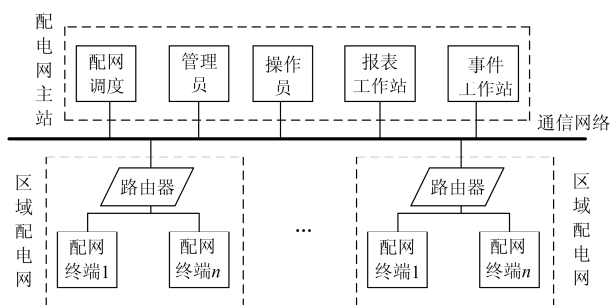 配电网主站
配网
调度
管理
员
操作
员
报表
工作站
事件
工作站
通信网络
区域配电网
路由器
配网
终端1
配网
终端n
...
路由器
配网
终端1
配网
终端n
区域配电网